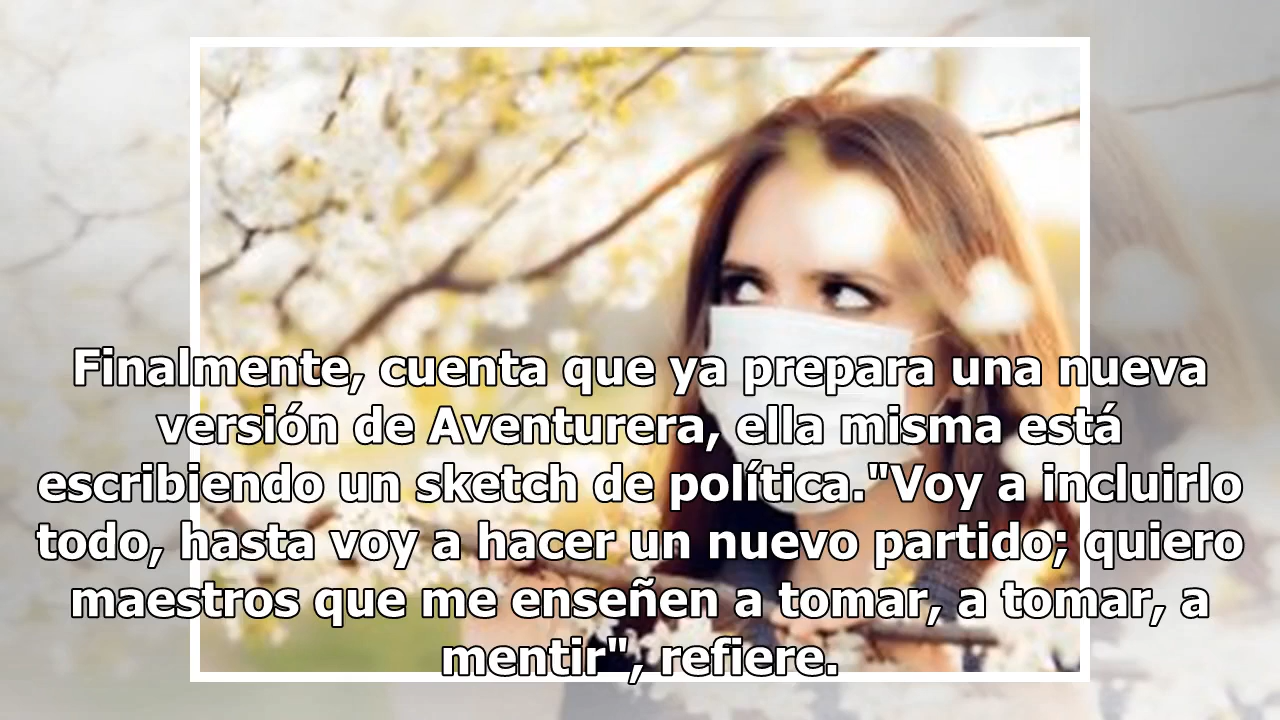 Finalmente, cuenta que ya prepara una nueva
versión de Aventurera, ella misma está
escribiendo un sketch de política."Voy a incluirlo
todo, hasta voy a hacer un nuevo partido; quiero
maestros que me enseñen a tomar, a tomar, a
mentir", refiere.